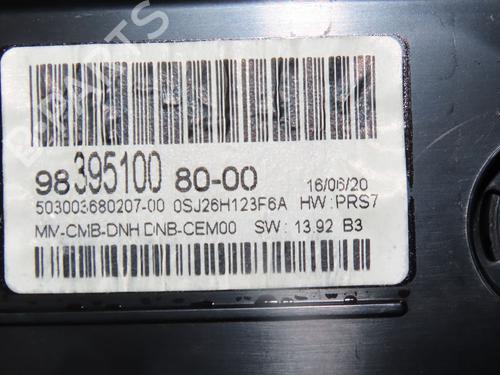 B-PARTS
98 395100 80-00
503003680207-00 0SJ26H123F6A HW:PRS7
MV-CMB-DNH DNB-CEM00 SW: 13.92 B3
16/06/20